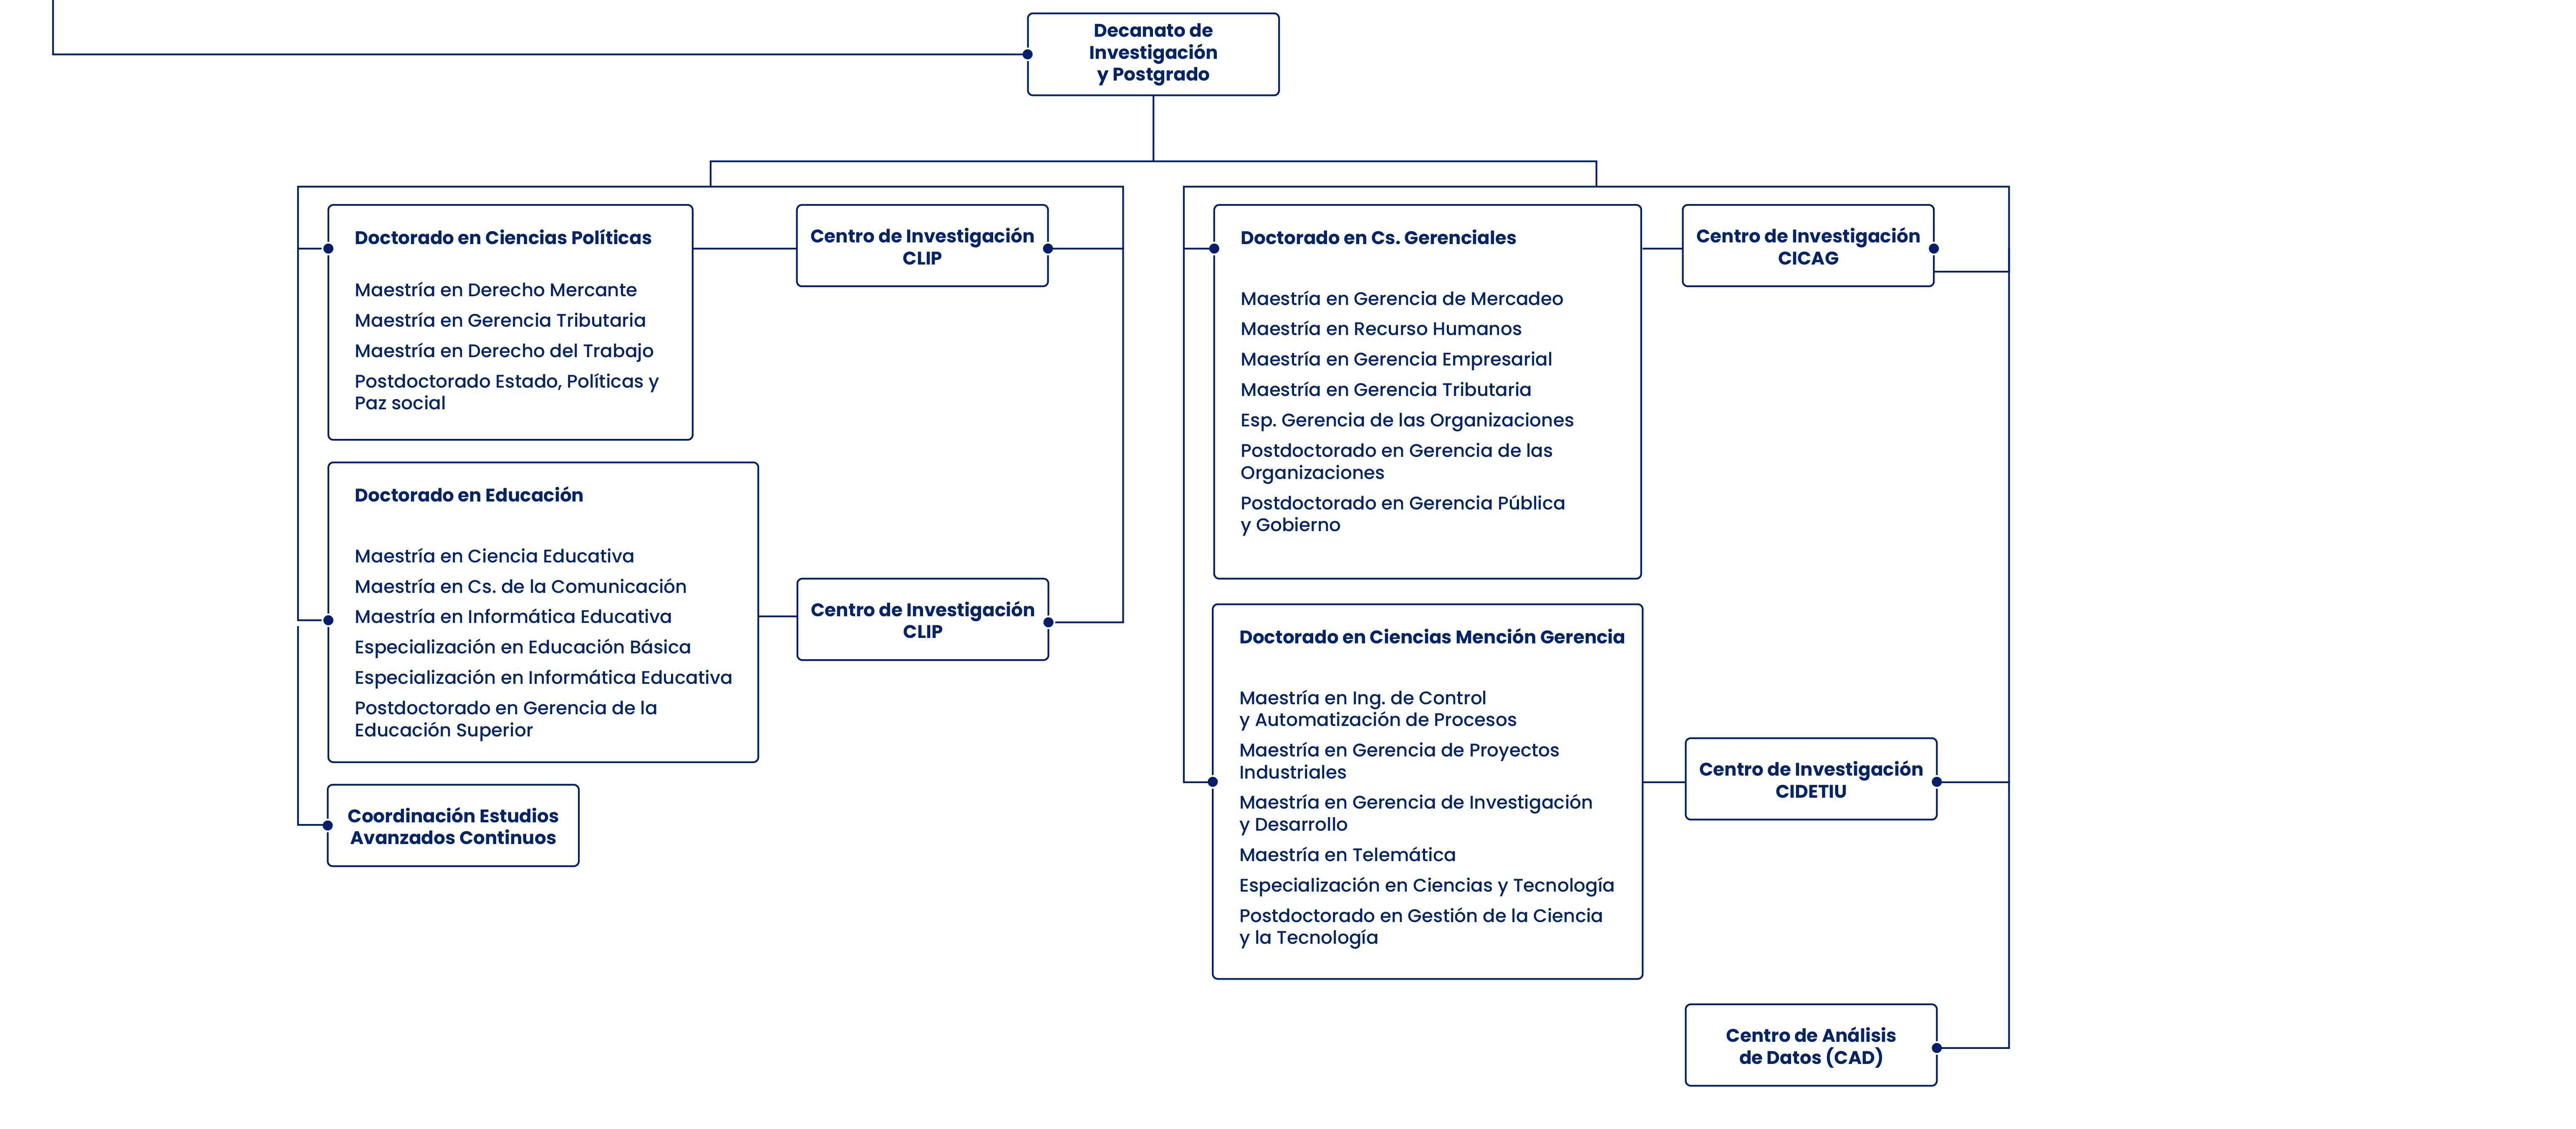 Decanato de
Investigación
y Postgrado
Doctorado en Ciencias Políticas
Maestría en Derecho Mercante
Maestría en Gerencia Tributaria
Maestría en Derecho del Trabajo
Postdoctorado Estado, Políticas y
Paz social
Centro de Investigación
CLIP
Doctorado en Educación
Maestría en Ciencia Educativa
Maestría en Cs. de la Comunicación
Maestría en Informática Educativa
Especialización en Educación Básica
Especialización en Informática Educativa
Postdoctorado en Gerencia de la
Educación Superior
Centro de Investigación
CLIP
Coordinación Estudios
Avanzados Continuos
Doctorado en Cs. Gerenciales
Maestría en Gerencia de Mercadeo
Maestría en Recurso Humanos
Maestría en Gerencia Empresarial
Maestría en Gerencia Tributaria
Esp. Gerencia de las Organizaciones
Postdoctorado en Gerencia de las
Organizaciones
Postdoctorado en Gerencia Pública
y Gobierno
Centro de Investigación
CICAG
Doctorado en Ciencias Mención Gerencia
Maestría en Ing. de Control
y Automatización de Procesos
Maestría en Gerencia de Proyectos
Industriales
Maestría en Gerencia de Investigación
y Desarrollo
Maestría en Telemática
Especialización en Ciencias y Tecnología
Postdoctorado en Gestión de la Ciencia
y la Tecnología
Centro de Investigación
CIDETIU
Centro de Análisis
de Datos (CAD)